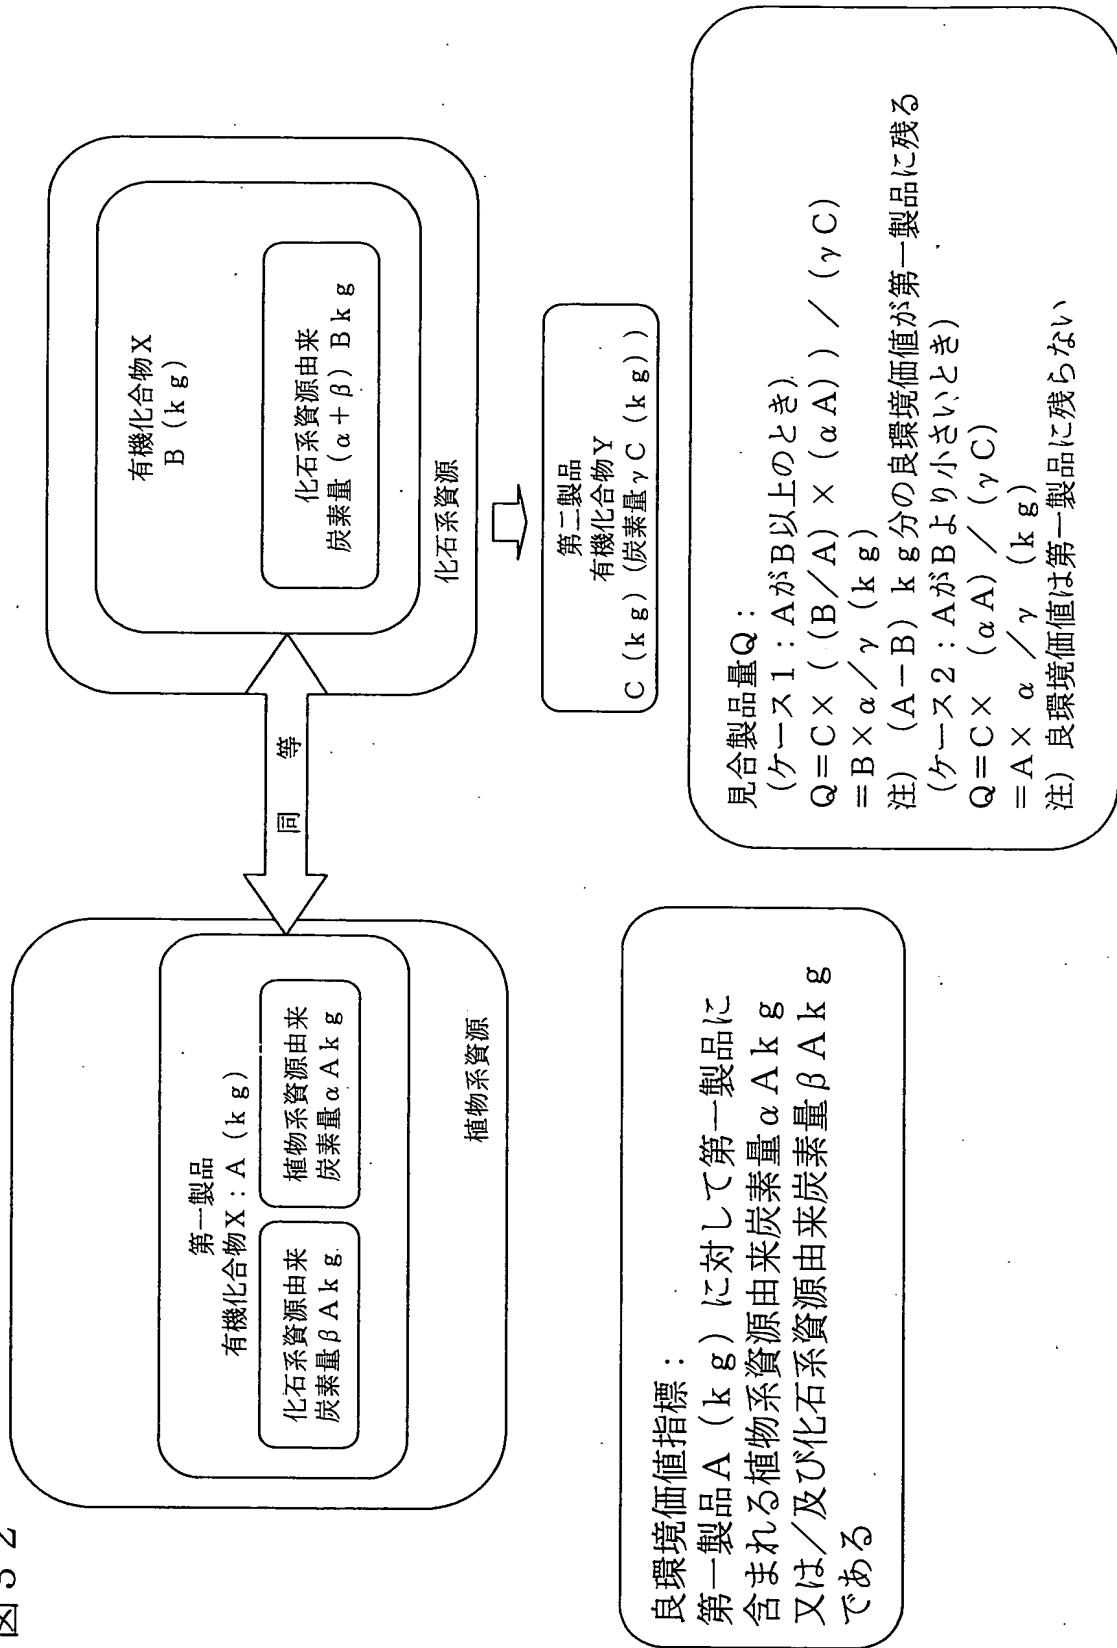 図32
第一製品
有機化合物X：A（kg）
化石系資源由来
炭素量βAkg
植物系資源由来
炭素量αAkg
植物系資源
同　等
有機化合物X
B（kg）
化石系資源由来
炭素量（α＋β）Bkg
化石系資源
第二製品
有機化合物Y
C（kg）（炭素量γC（kg））
良環境価値指標：
第一製品A（kg）に対して第一製品に
含まれる植物系資源由来炭素量αAkg
又は／及び化石系資源由来炭素量βAkg
である
見合製品量Q：
（ケース1：AがB以上のとき）
Q＝C×（（B／A）×（αA））／（γC）
＝B×α／γ（kg）
注）（A－B）kg分の良環境価値が第一製品に残る
（ケース2：AがBより小さいとき）
Q＝C×（αA）／（γC）
＝A×α／γ（kg）
注）良環境価値は第一製品に残らない